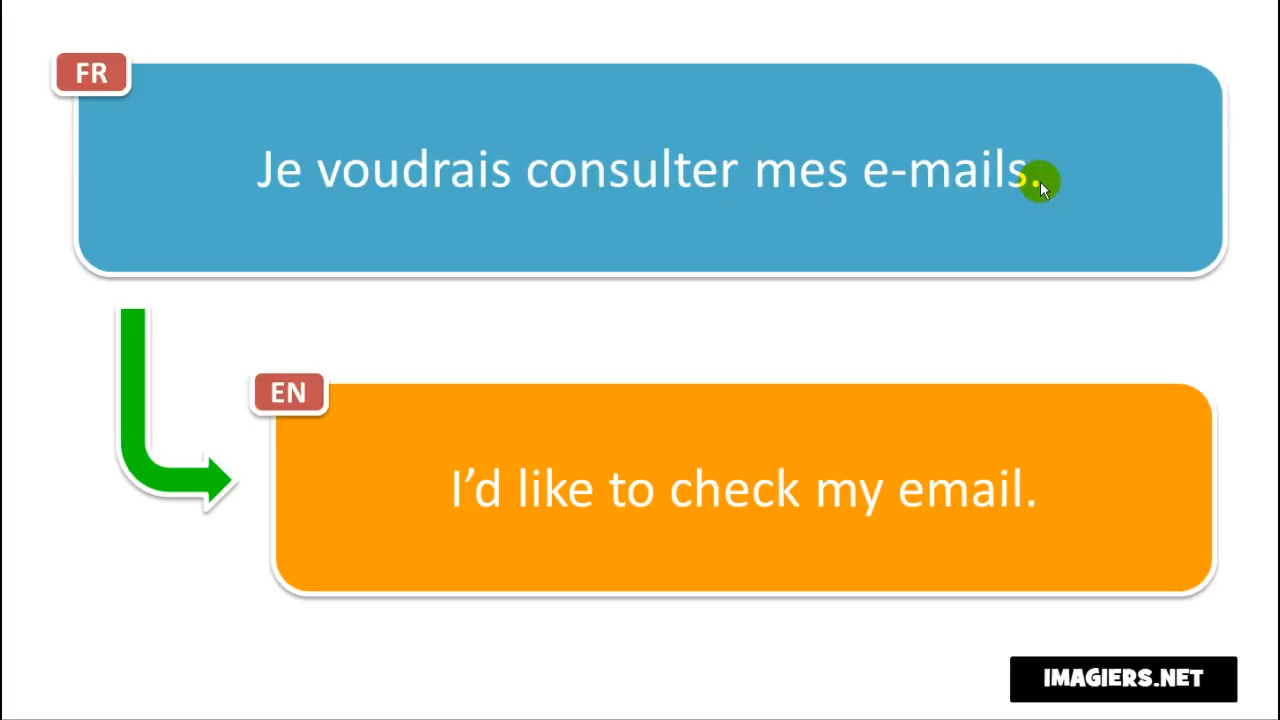 FR
Je voudrais consulter mes e-mails.
EN
I’d like to check my email.
IMAGIERS.NET